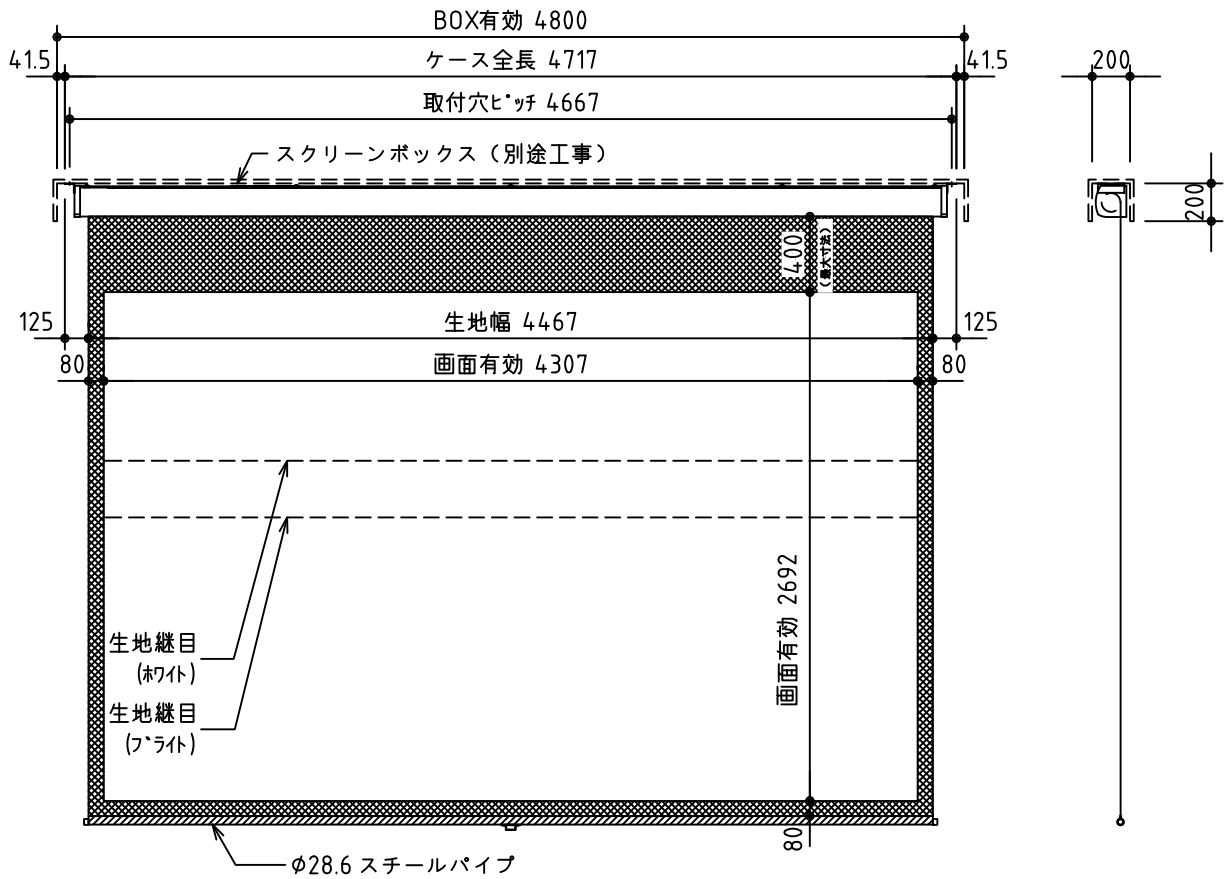 BOX有効 4800
41.5
ケース全長 4717
41.5
200
取付穴ピッチ 4667
スクリーンボックス（別途工事）
200
400
（最大寸法）
125
生地幅 4467
125
80
画面有効 4307
80
画面有効 2692
生地継目
(ホワイト)
生地継目
(ブライト)
80
φ28.6 スチールパイプ